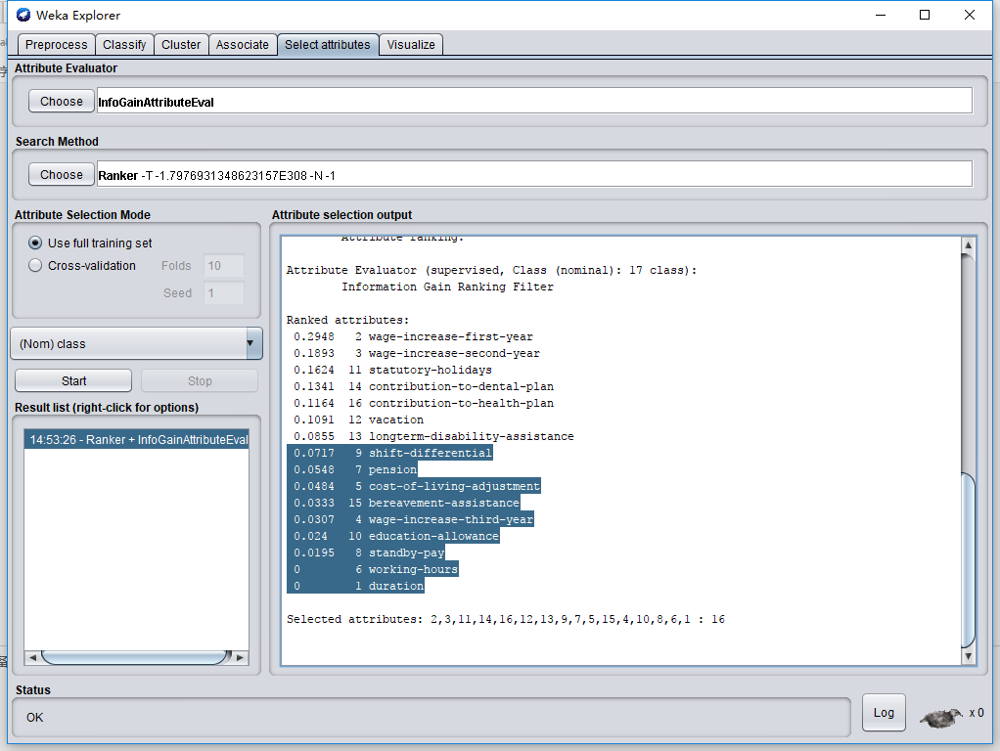 Weka Explorer
Preprocess Classify Cluster Associate Select attributes Visualize
Attribute Evaluator
Choose InfoGainAttributeEval
Search Method
Choose Ranker -T -1.7976931348623157E308 -N -1
Attribute Selection Mode
Use full training set
Cross-validation Folds 10
Seed 1
(Nom) class
Start Stop
Result list (right-click for options)
14:53:26 - Ranker + InfoGainAttributeEval
Attribute selection output
Attribute ranking.
Attribute Evaluator (supervised, Class (nominal): 17 class):
Information Gain Ranking Filter
Ranked attributes:
0.2948 2 wage-increase-first-year
0.1893 3 wage-increase-second-year
0.1624 11 statutory-holidays
0.1341 14 contribution-to-dental-plan
0.1164 16 contribution-to-health-plan
0.1091 12 vacation
0.0855 13 longterm-disability-assistance
0.0717 9 shift-differential
0.0548 7 pension
0.0484 5 cost-of-living-adjustment
0.0333 15 bereavement-assistance
0.0307 4 wage-increase-third-year
0.024 10 education-allowance
0.0195 8 standby-pay
0 6 working-hours
0 1 duration
Selected attributes: 2,3,11,14,16,12,13,9,7,5,15,4,10,8,6,1 : 16
Status
OK
Log
x 0